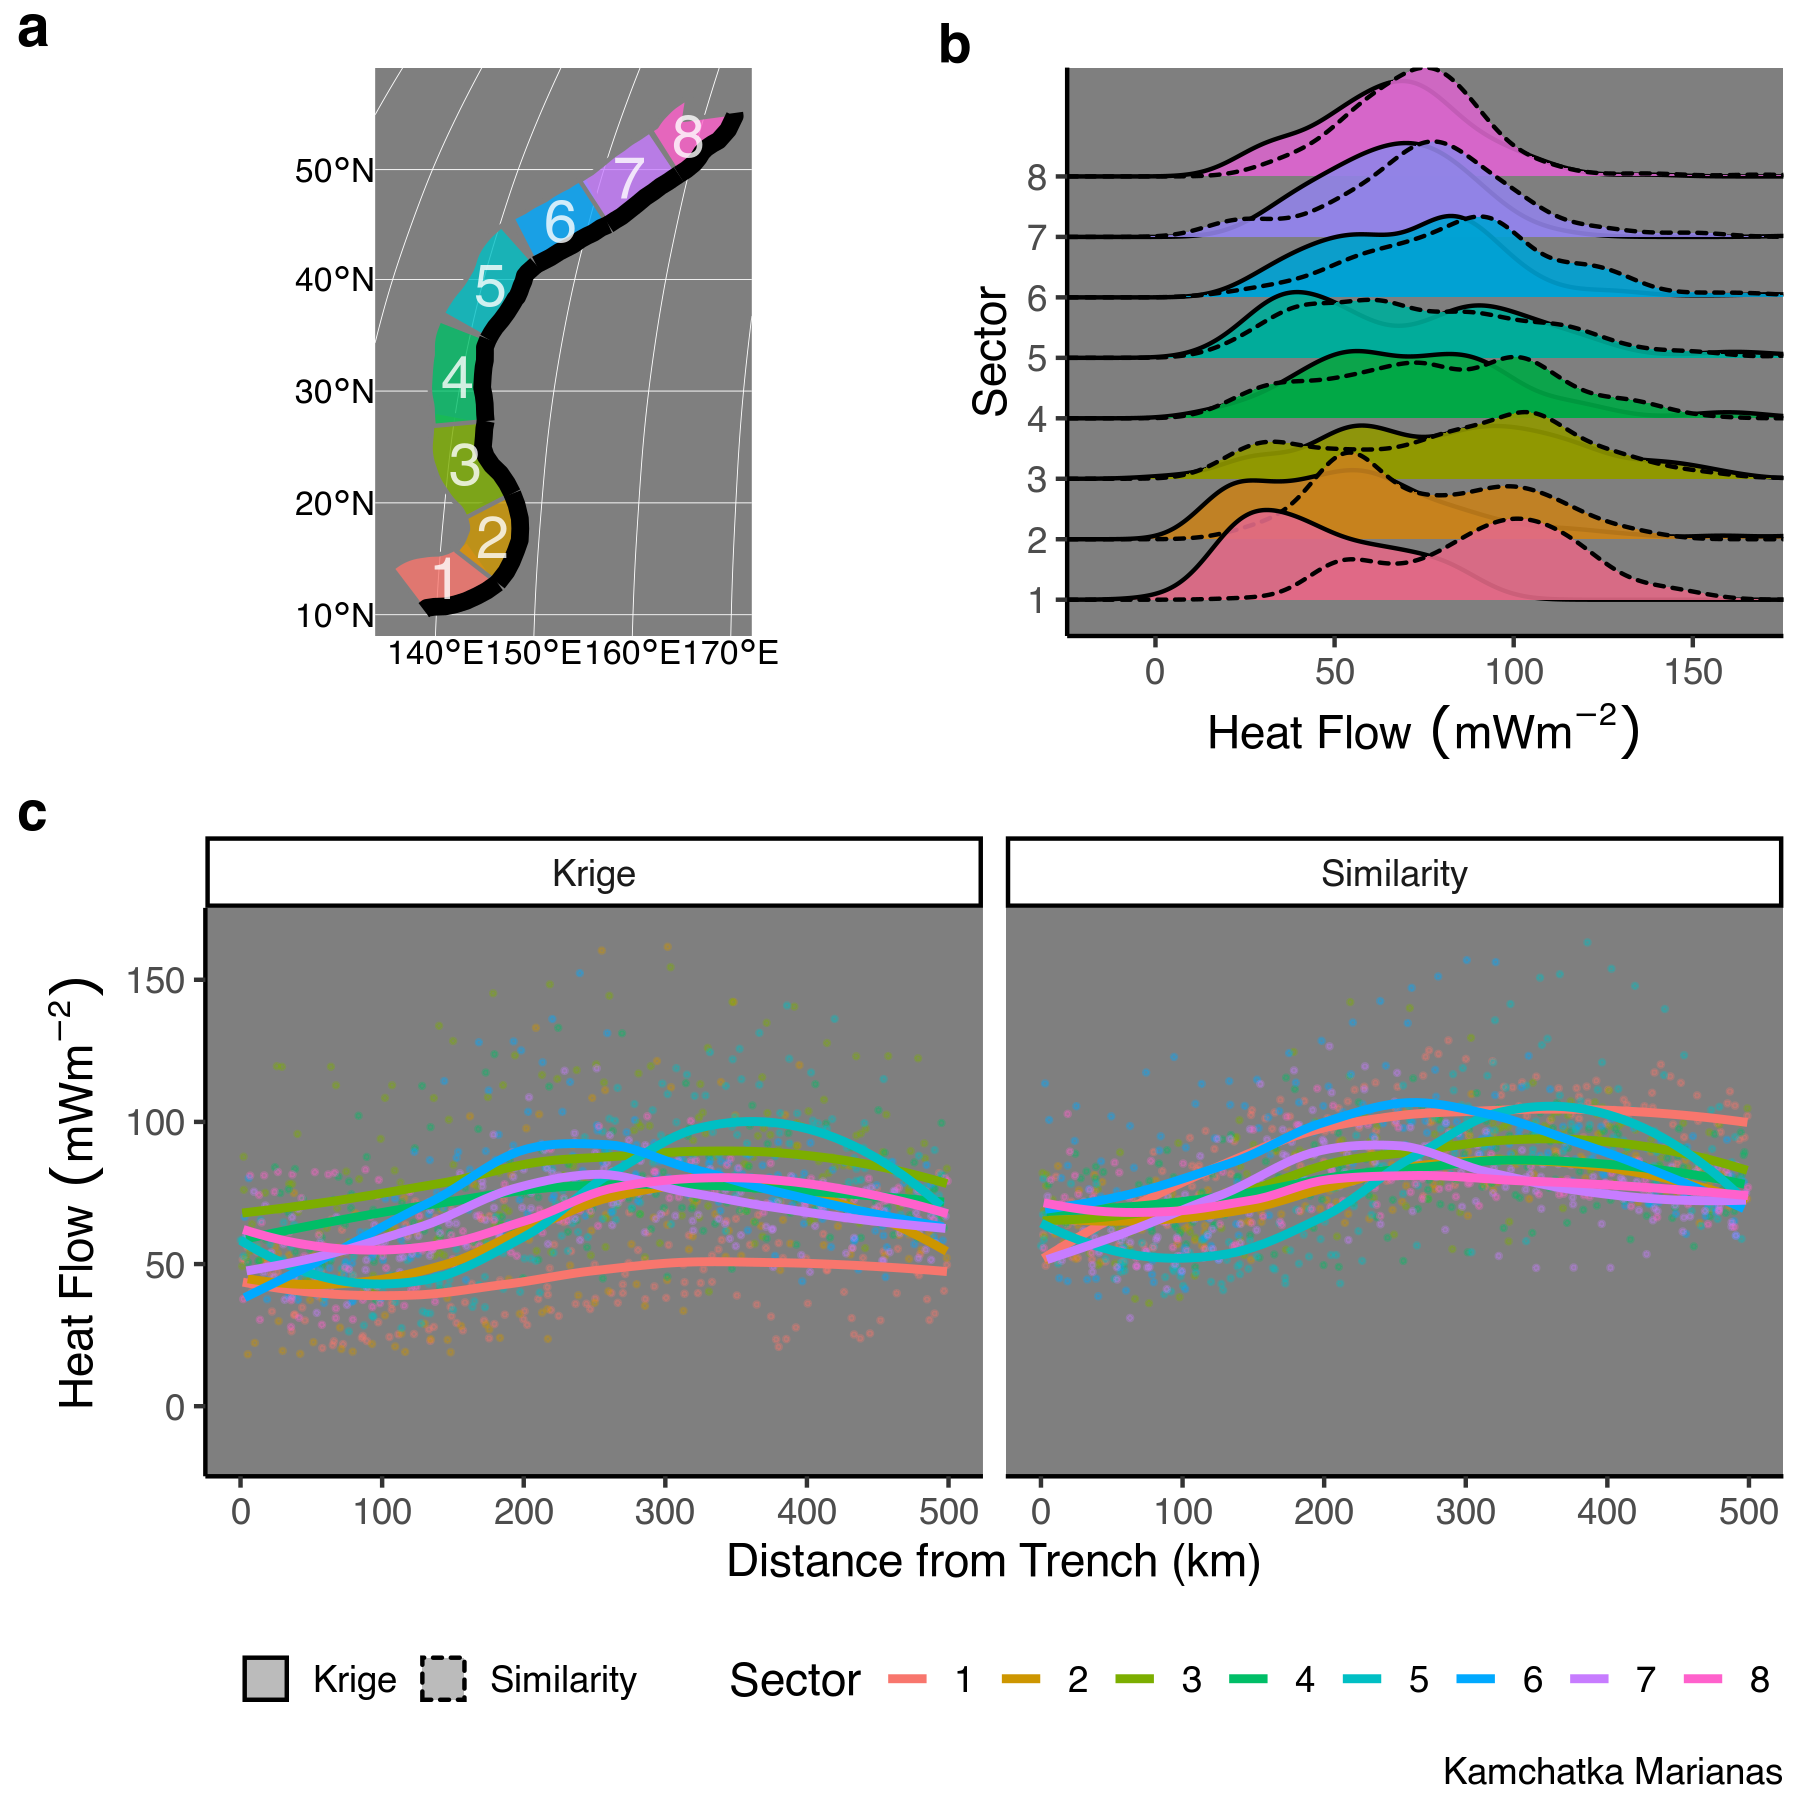 a
50°N
40°N
30°N
20°N
10°N
140°E 150°E 160°E 170°E
1
2
3
4
5
6
7
8
b
Sector
8
7
6
5
4
3
2
1
0 50 100 150
Heat Flow (mWm−2)
c
Krige Similarity
Heat Flow (mWm−2)
150
100
50
0
0 100 200 300 400 500 0 100 200 300 400 500
Distance from Trench (km)
Krige Similarity Sector 1 2 3 4 5 6 7 8
Kamchatka Marianas